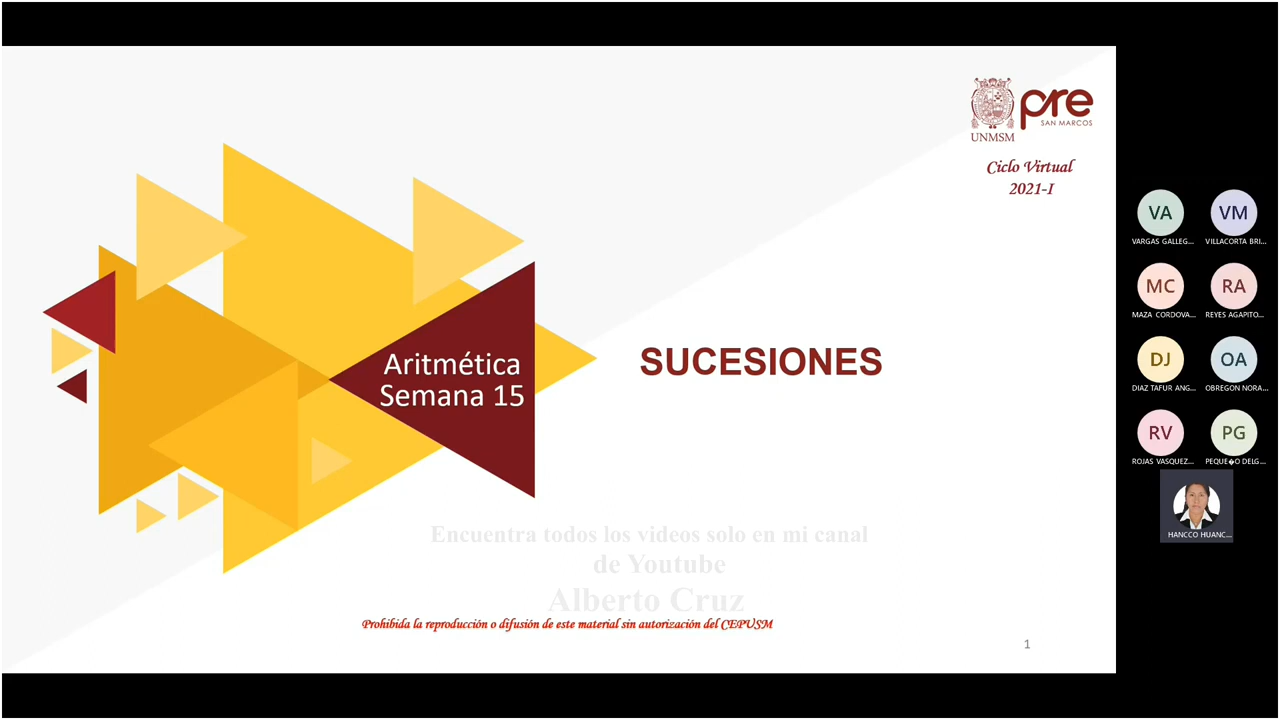 pre
SAN MARCOS
UNMSM
Ciclo Virtual
2021-I
Aritmética
Semana 15
SUCESIONES
Encuentra todos los videos solo en mi canal
de Youtube
Alberto Cruz
Prohibida la reproducción o difusión de este material sin autorización del CEPUSM
1
VA
VM
VARGAS GALLEG...
VILLACORTA BRI...
MC
RA
MAZA CORDOVA...
REYES AGAPITO...
DJ
OA
DIAZ TAFUR ANG...
OBREGON NORA...
RV
PG
ROJAS VASQUEZ...
PEQUE�O DELG...
HANCCO HUANC...